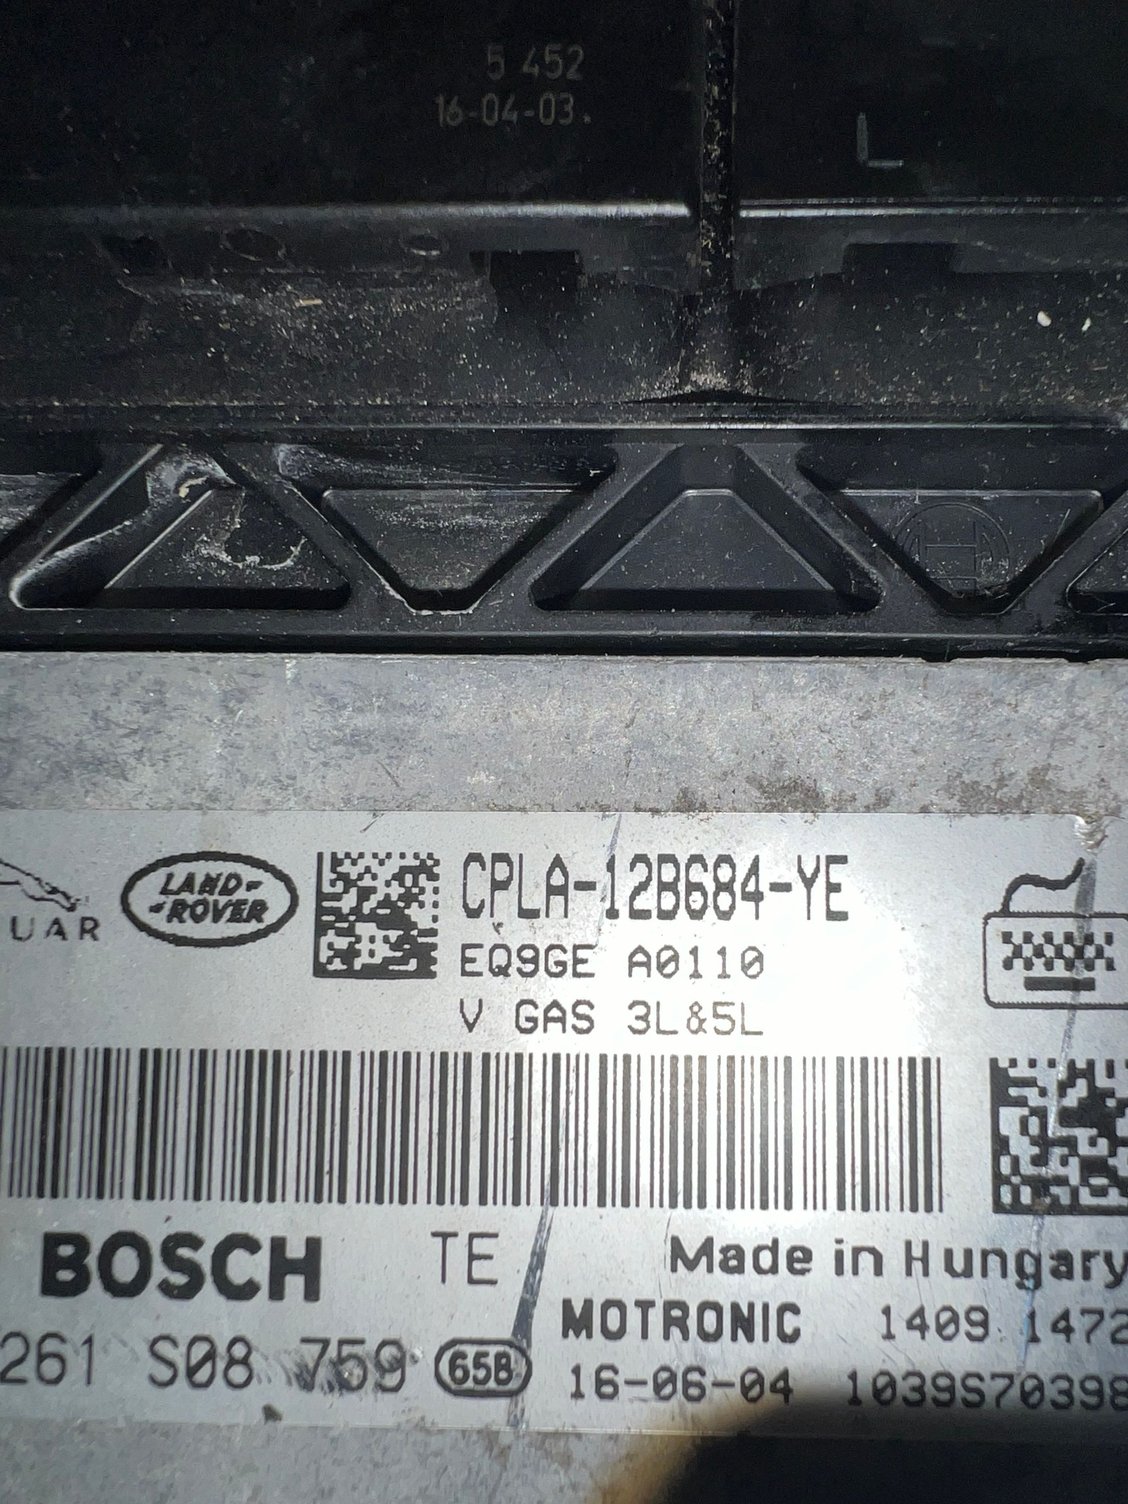 5 452
16-04-03.
L
UAR
LAND-
-ROVER
CPLA-12B684-YE
EQ9GE A0110
V GAS 3L&5L
BOSCH TE Made in Hungary
MOTRONIC 1409 1472
261 S08 759 65B
16-06-04 1039S70398